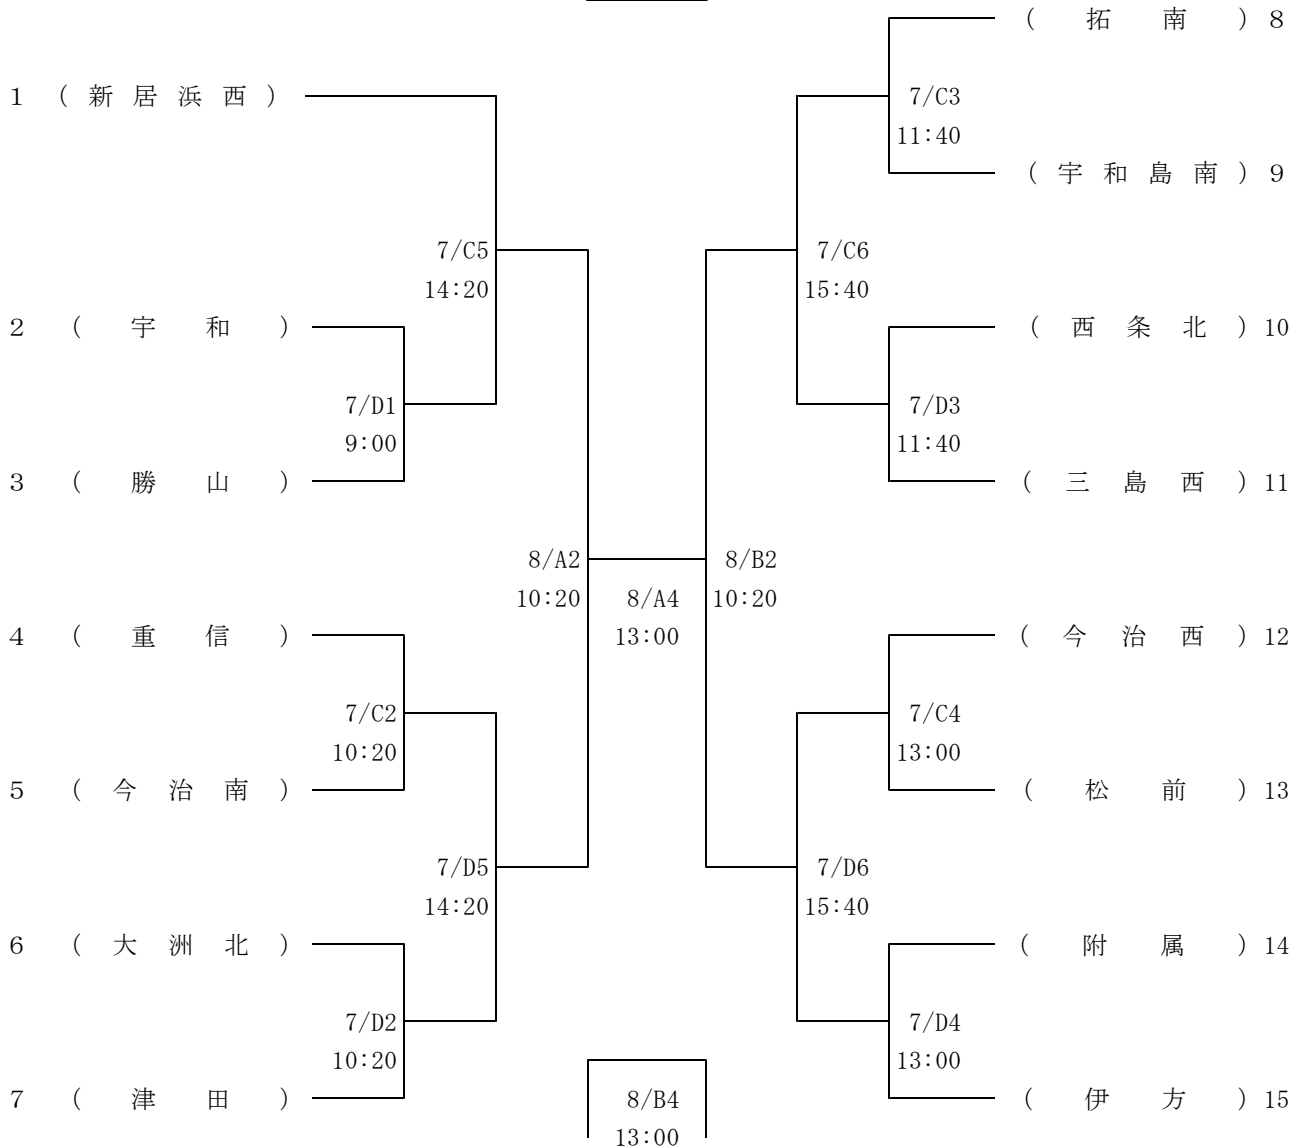 ( 拓 南 ) 8
1 ( 新 居 浜 西 )
7/C3
11:40
( 宇 和 島 南 ) 9
7/C5
14:20
7/C6
15:40
2 ( 宇 和 )
( 西 条 北 ) 10
7/D1
9:00
7/D3
11:40
3 ( 勝 山 )
( 三 島 西 ) 11
8/A2
10:20
8/A4
13:00
8/B2
10:20
4 ( 重 信 )
( 今 治 西 ) 12
7/C2
10:20
7/C4
13:00
5 ( 今 治 南 )
( 松 前 ) 13
7/D5
14:20
7/D6
15:40
6 ( 大 洲 北 )
( 附 属 ) 14
7/D2
10:20
7/D4
13:00
7 ( 津 田 )
8/B4
13:00
( 伊 方 ) 15